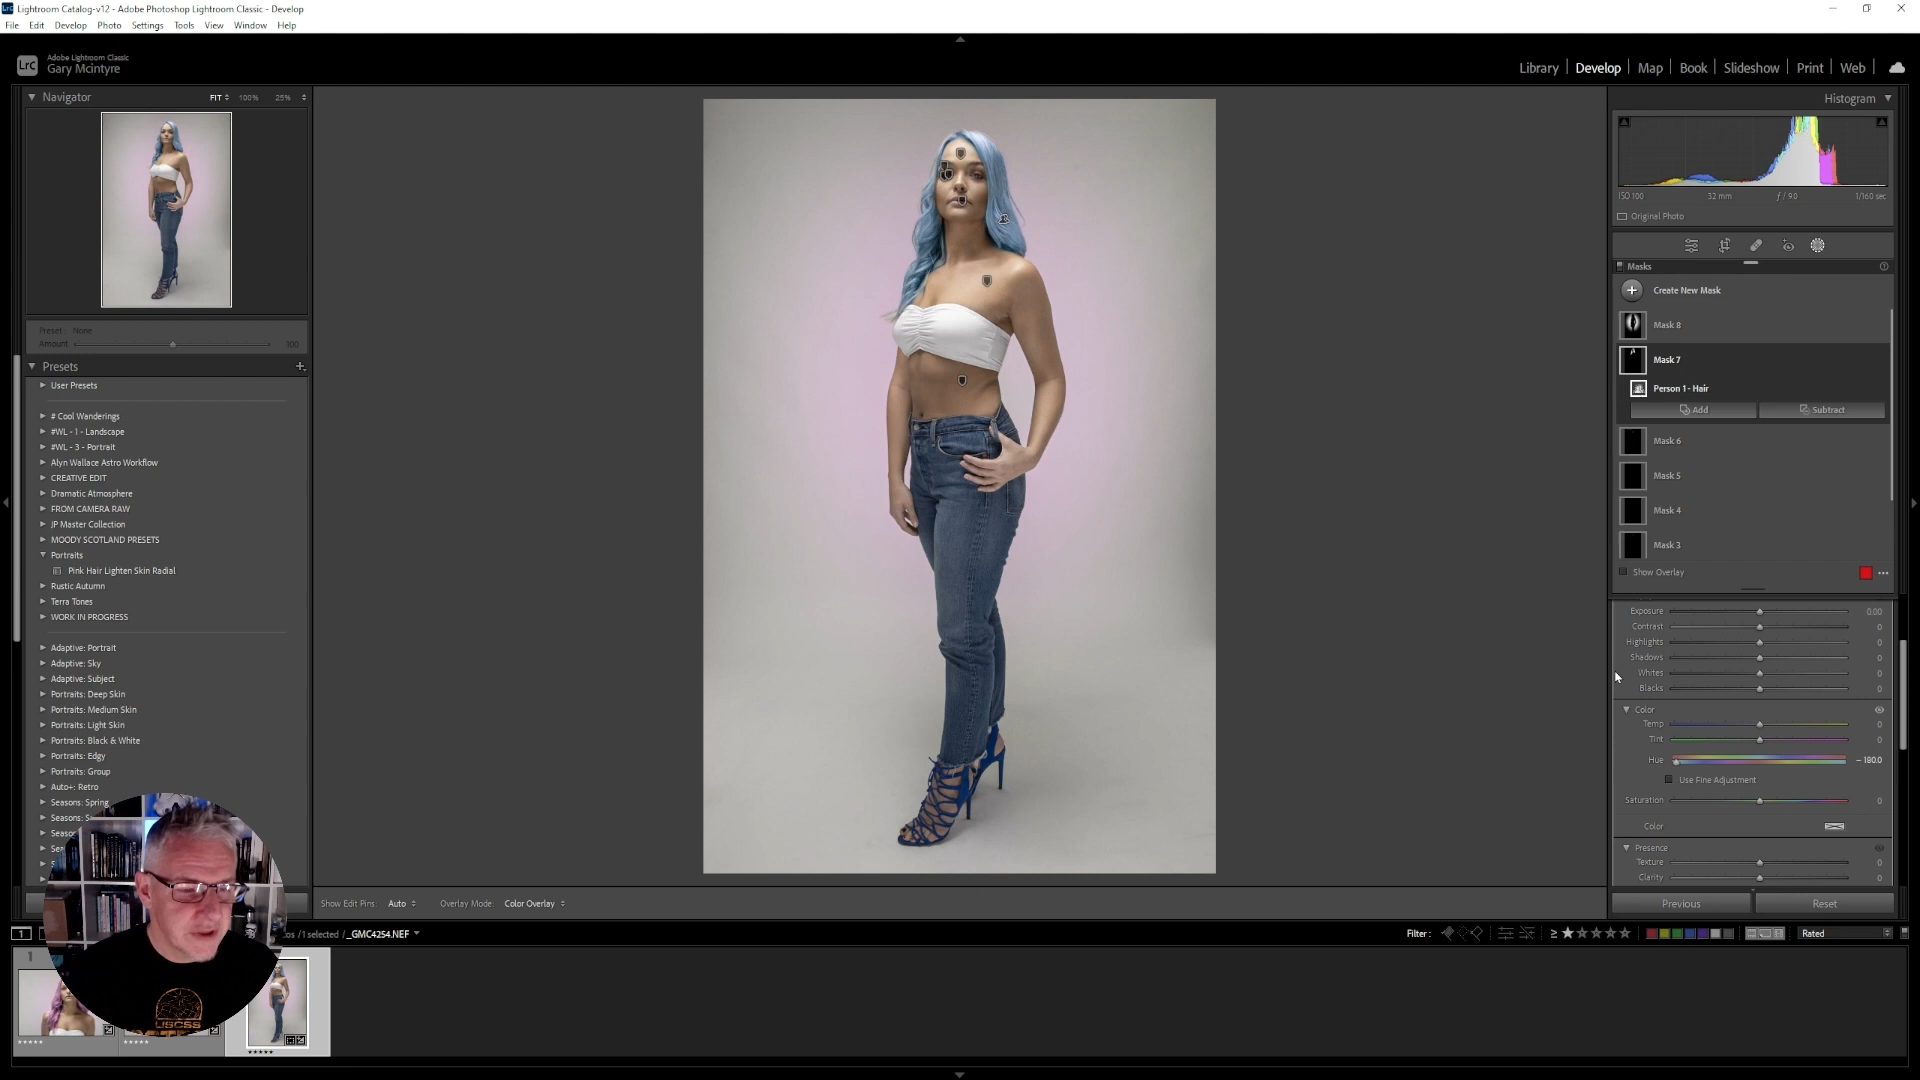 Lightroom Catalog-v12 - Adobe Photoshop Lightroom Classic - Develop
File Edit Develop Photo Settings Tools View Window Help
LrC Adobe Lightroom Classic
Gary Mcintyre
Library Develop Map Book Slideshow Print Web
Navigator FIT 100% 25%
Preset: None
Amount 100
Presets
User Presets
# Cool Wanderings
#WL - 1 - Landscape
#WL - 3 - Portrait
Alyn Wallace Astro Workflow
CREATIVE EDIT
Dramatic Atmosphere
FROM CAMERA RAW
JP Master Collection
MOODY SCOTLAND PRESETS
Portraits
Pink Hair Lighten Skin Radial
Rustic Autumn
Terra Tones
WORK IN PROGRESS
Adaptive: Portrait
Adaptive: Sky
Adaptive: Subject
Portraits: Deep Skin
Portraits: Medium Skin
Portraits: Light Skin
Portraits: Black & White
Portraits: Edgy
Portraits: Group
Auto+: Retro
Seasons: Spring
Histogram
ISO 100 32 mm ƒ / 9.0 1/160 sec
Original Photo
Masks
Create New Mask
Mask 8
Mask 7
Person 1 - Hair
Add Subtract
Mask 6
Mask 5
Mask 4
Mask 3
Show Overlay
Exposure 0.00
Contrast 0
Highlights 0
Shadows 0
Whites 0
Blacks 0
Color
Temp 0
Tint 0
Hue – 180.0
Use Fine Adjustment
Saturation 0
Color
Presence
Texture 0
Clarity 0
Previous Reset
Show Edit Pins: Auto Overlay Mode: Color Overlay
1 /1 selected / _GMC4254.NEF Filter: ≥ Rated
1
USCSS